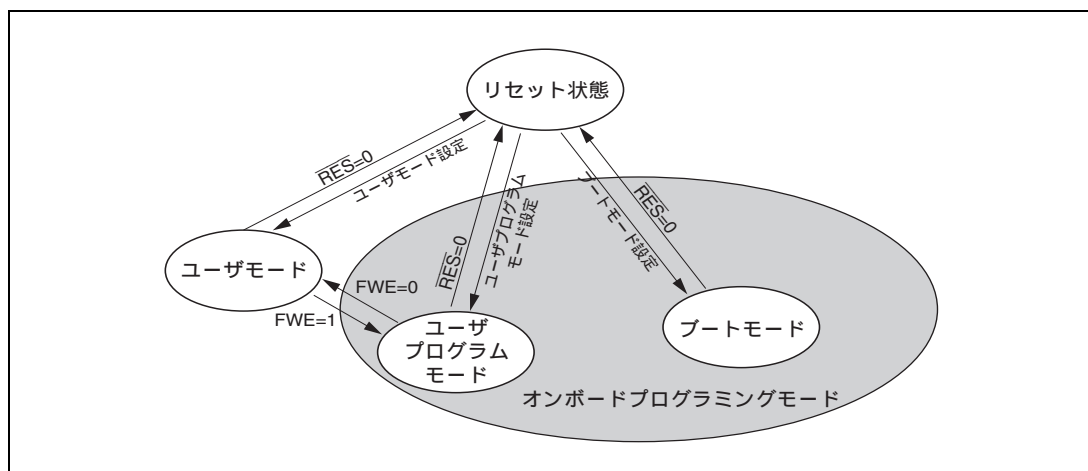 リセット状態
RES=0
ユーザモード設定
RES=0
ユーザプログラム
モード設定
ブートモード設定
RES=0
ユーザモード
FWE=0
FWE=1
ユーザ
プログラム
モード
ブートモード
オンボードプログラミングモード